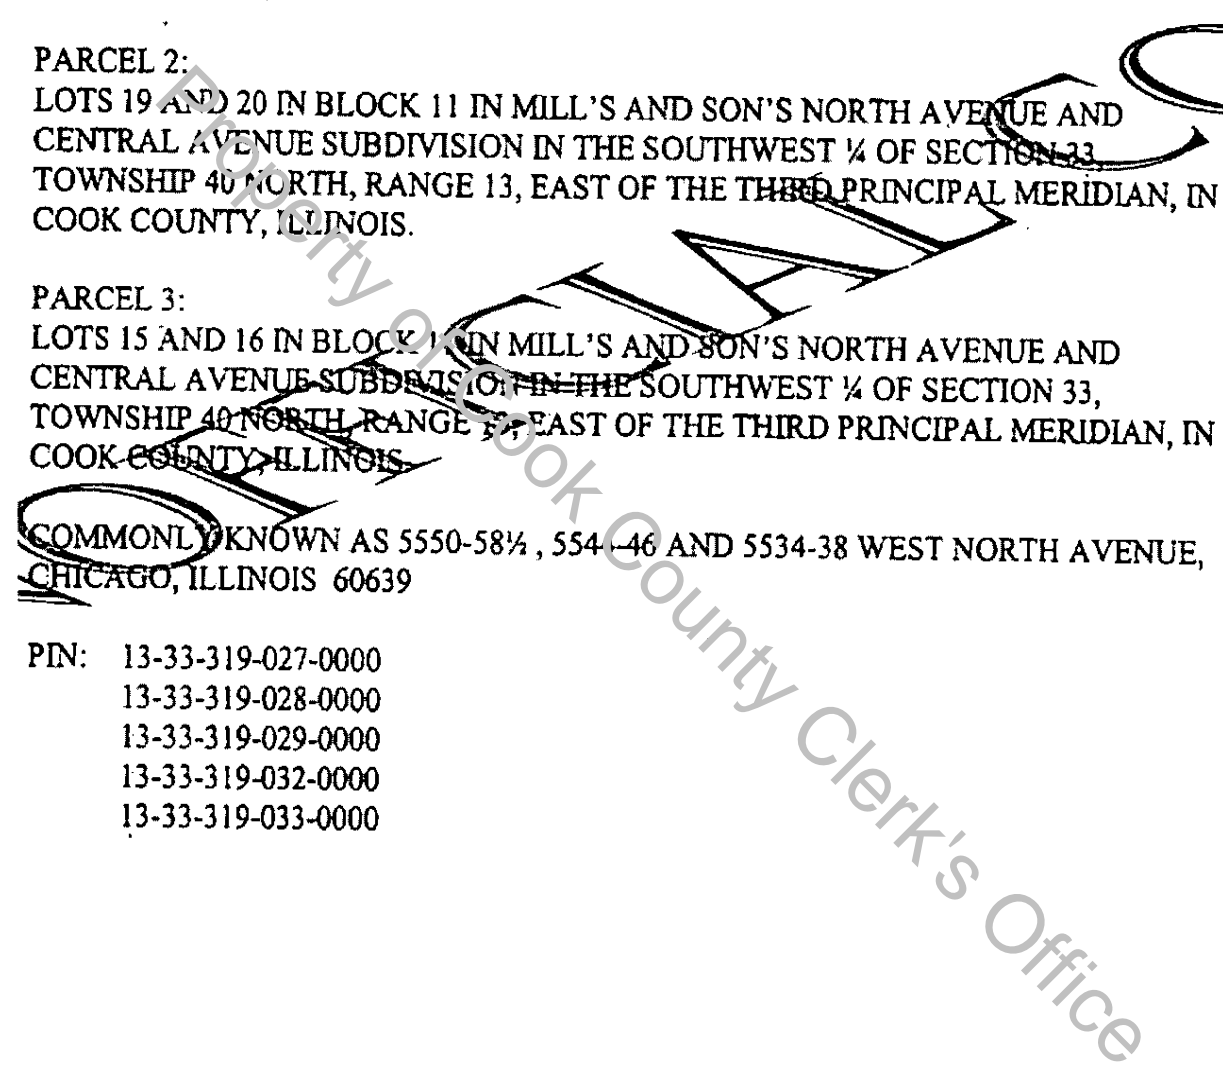 PARCEL 2:
LOTS 19 AND 20 IN BLOCK 11 IN MILL'S AND SON'S NORTH AVENUE AND
CENTRAL AVENUE SUBDIVISION IN THE SOUTHWEST ¼ OF SECTION 33,
TOWNSHIP 40 NORTH, RANGE 13, EAST OF THE THIRD PRINCIPAL MERIDIAN, IN
COOK COUNTY, ILLINOIS.
PARCEL 3:
LOTS 15 AND 16 IN BLOCK IN MILL'S AND SON'S NORTH AVENUE AND
CENTRAL AVENUE SUBDIVISION IN THE SOUTHWEST ¼ OF SECTION 33,
TOWNSHIP 40 NORTH, RANGE EAST OF THE THIRD PRINCIPAL MERIDIAN, IN
COOK COUNTY, ILLINOIS.
COMMONLY KNOWN AS 5550-58½ , 5544-46 AND 5534-38 WEST NORTH AVENUE,
CHICAGO, ILLINOIS 60639
PIN: 13-33-319-027-0000
13-33-319-028-0000
13-33-319-029-0000
13-33-319-032-0000
13-33-319-033-0000
Property of Cook County Clerk's Office